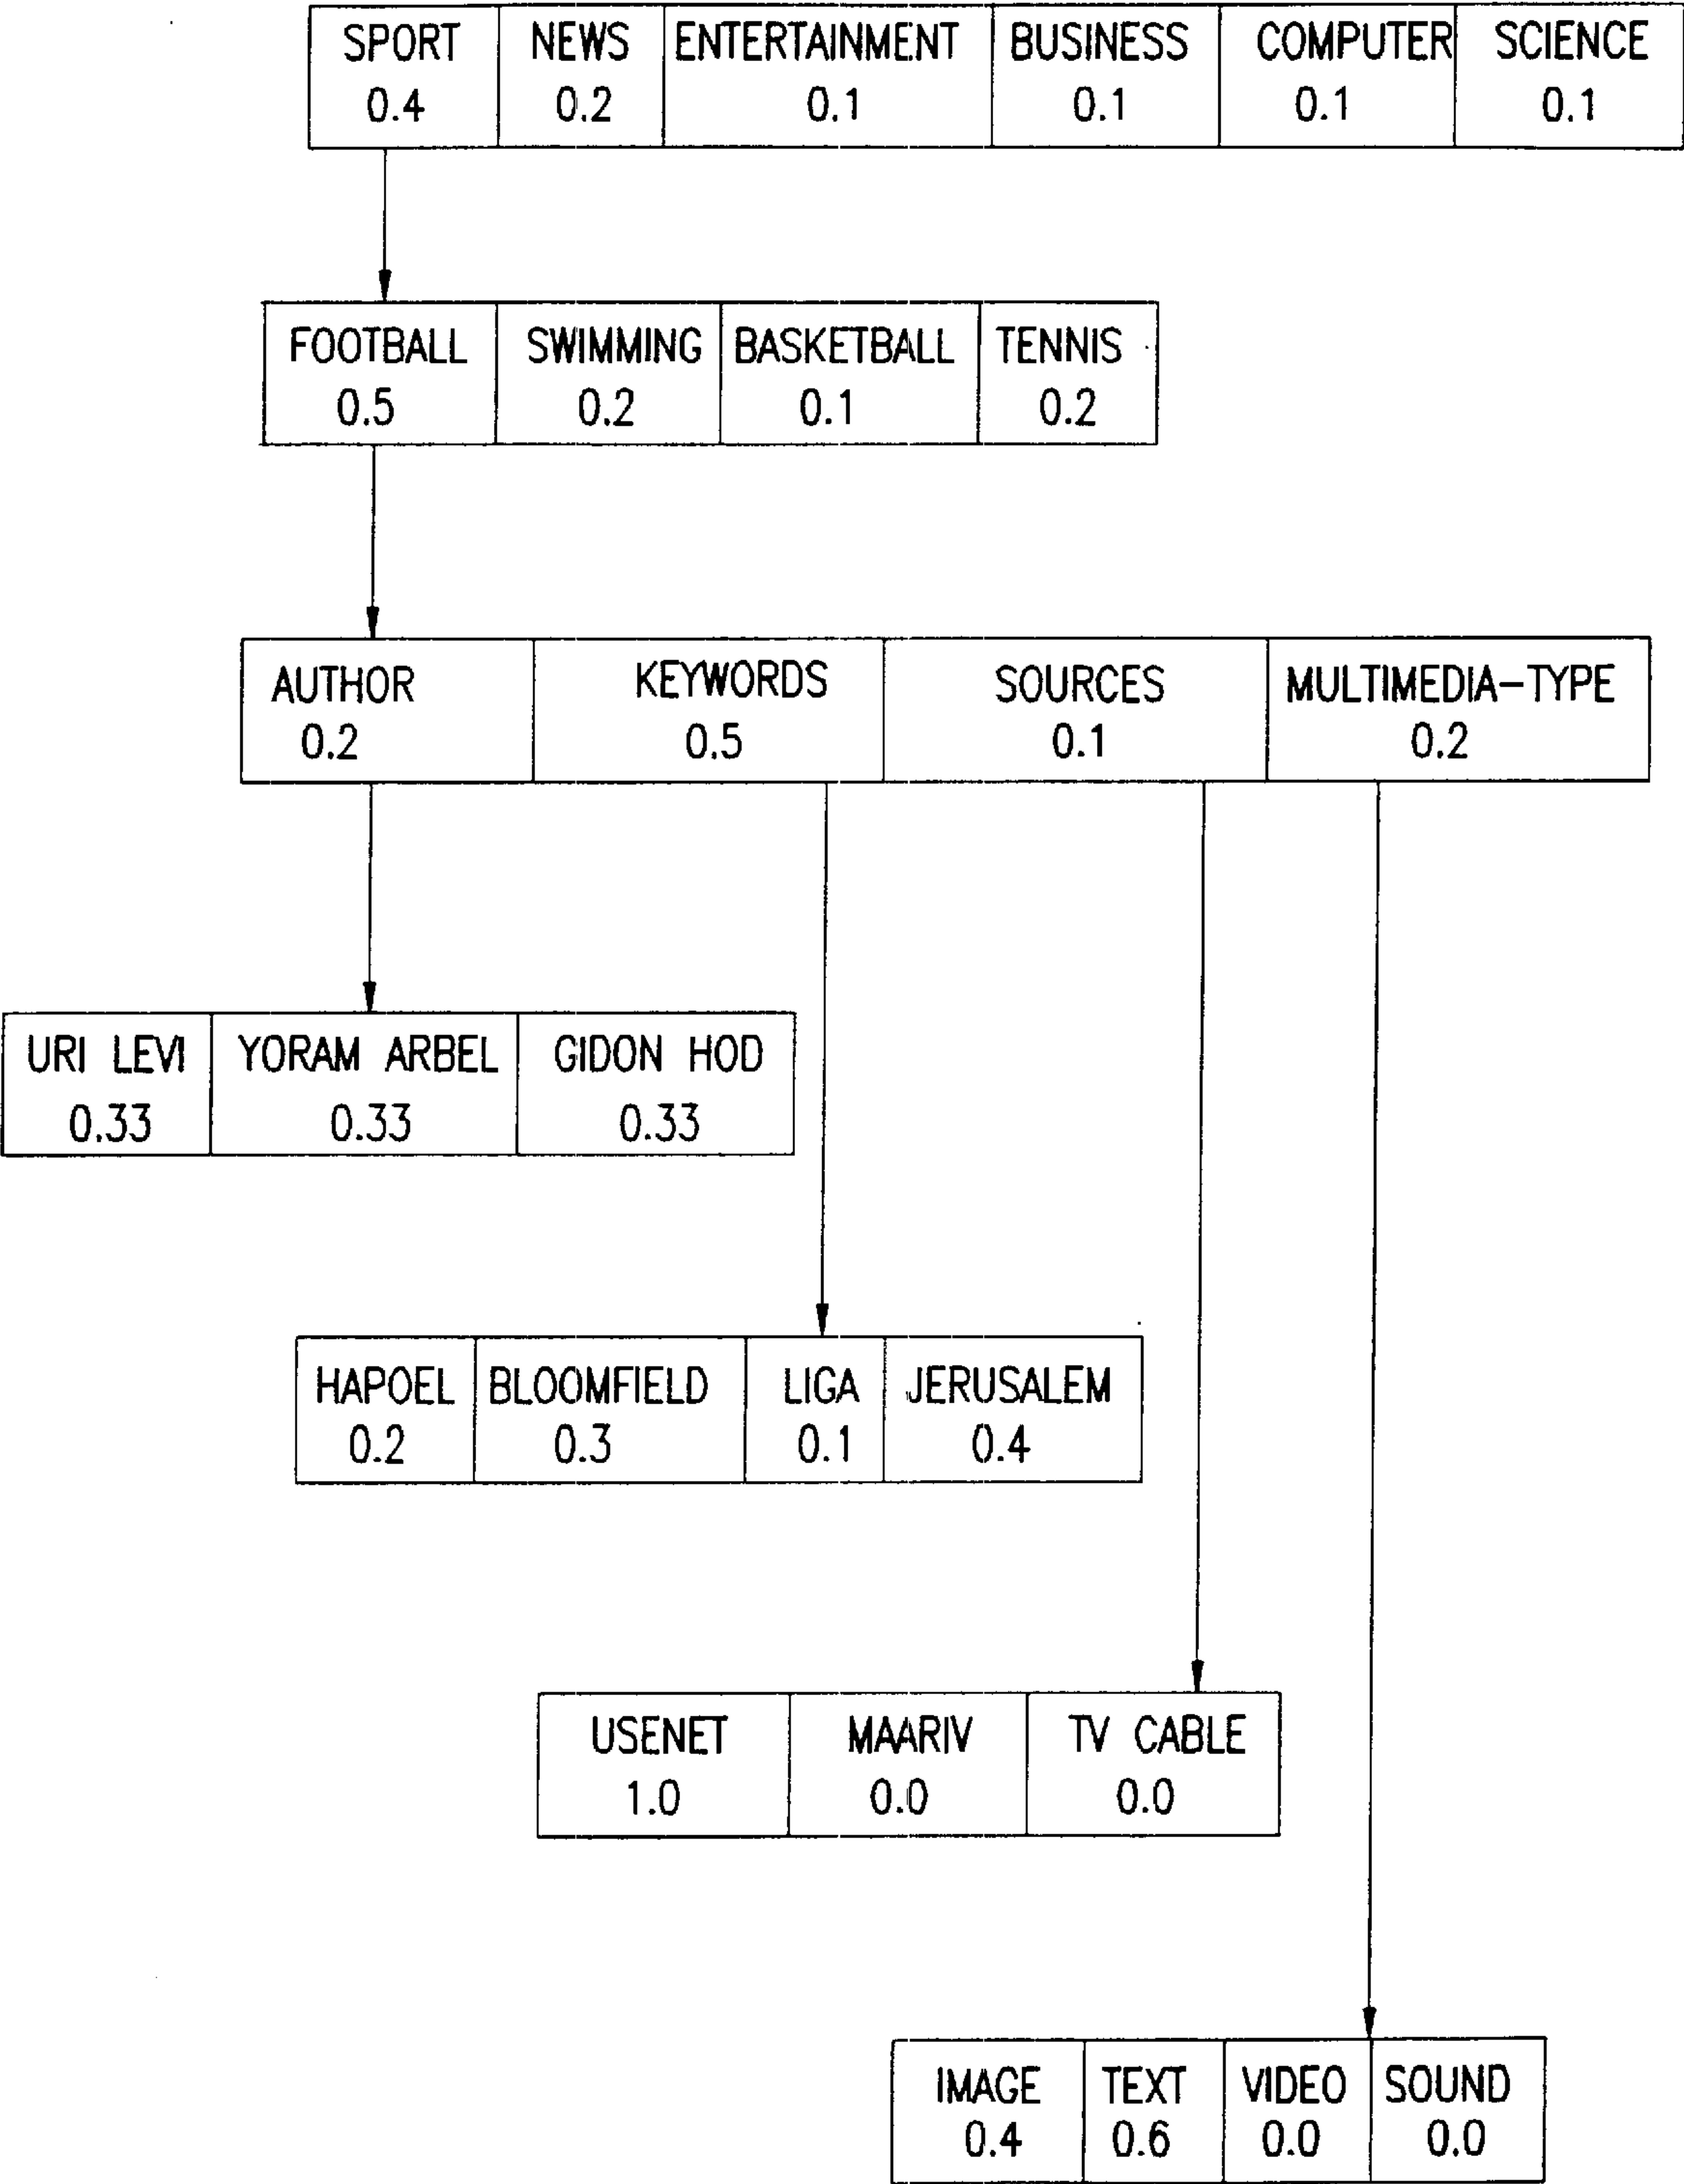 SPORT NEWS ENTERTAINMENT BUSINESS COMPUTER SCIENCE
0.4 0.2 0.1 0.1 0.1 0.1
FOOTBALL SWIMMING BASKETBALL TENNIS
0.5 0.2 0.1 0.2
AUTHOR KEYWORDS SOURCES MULTIMEDIA-TYPE
0.2 0.5 0.1 0.2
URI LEVI YORAM ARBEL GIDON HOD
0.33 0.33 0.33
HAPOEL BLOOMFIELD LIGA JERUSALEM
0.2 0.3 0.1 0.4
USENET MAARIV TV CABLE
1.0 0.0 0.0
IMAGE TEXT VIDEO SOUND
0.4 0.6 0.0 0.0